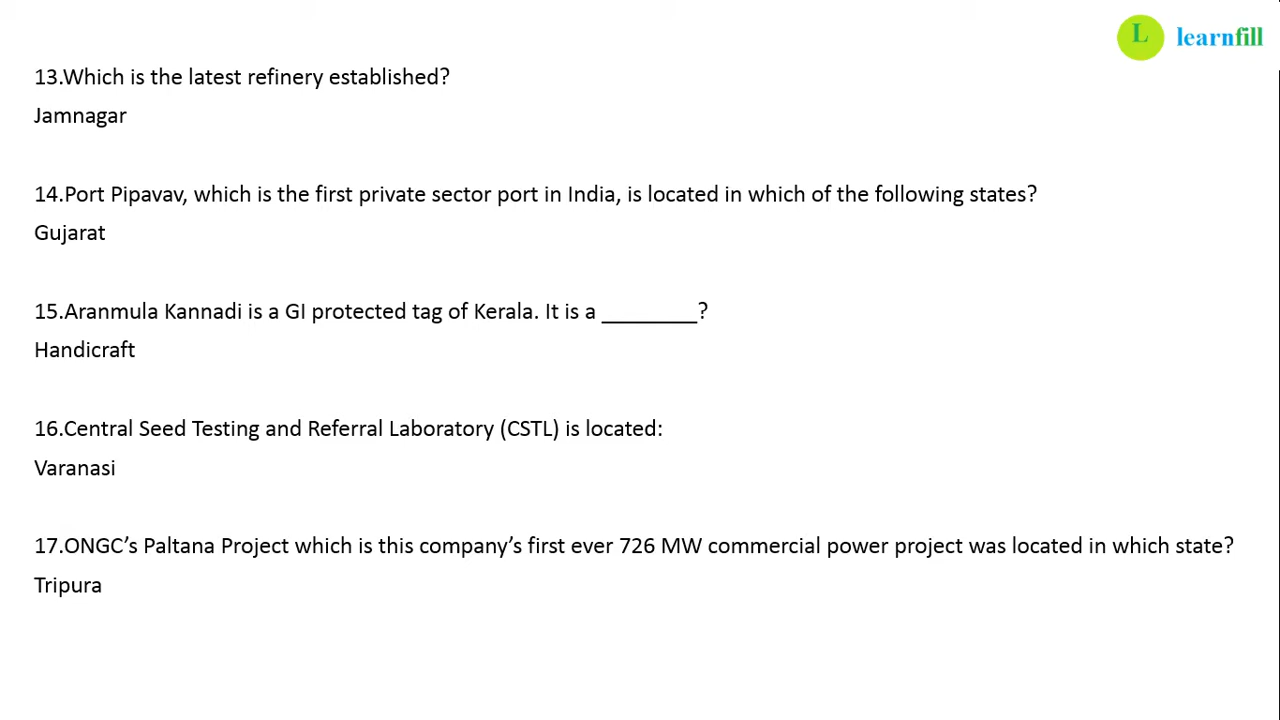 L learnfill
13.Which is the latest refinery established?
Jamnagar
14.Port Pipavav, which is the first private sector port in India, is located in which of the following states?
Gujarat
15.Aranmula Kannadi is a GI protected tag of Kerala. It is a ________?
Handicraft
16.Central Seed Testing and Referral Laboratory (CSTL) is located:
Varanasi
17.ONGC’s Paltana Project which is this company’s first ever 726 MW commercial power project was located in which state?
Tripura